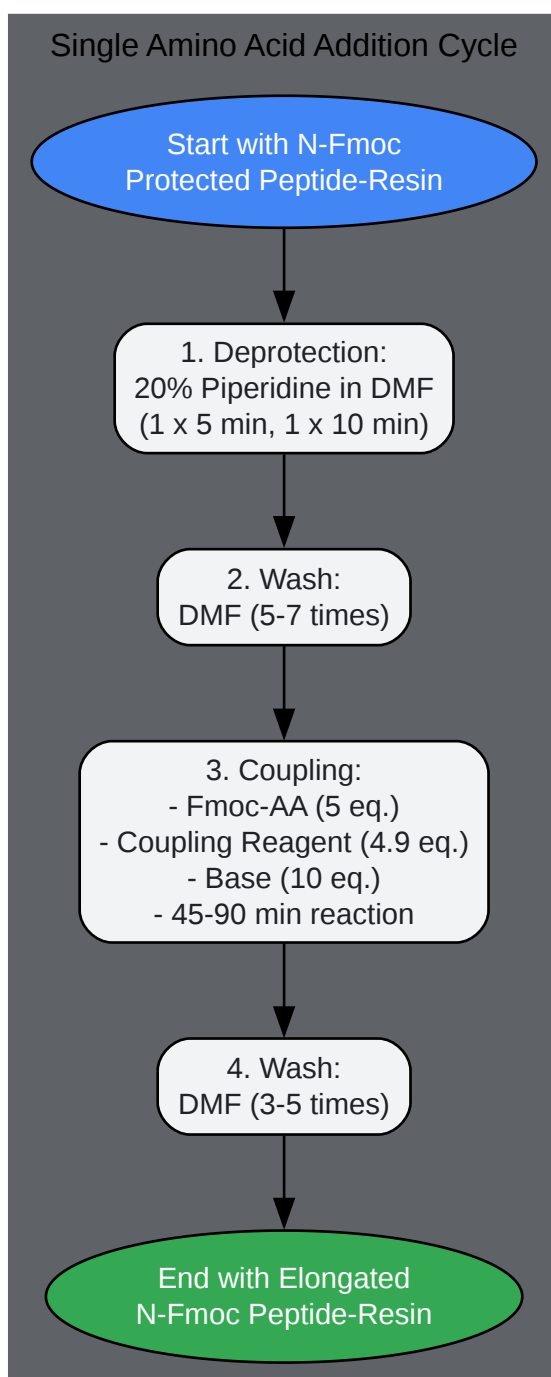 Single Amino Acid Addition Cycle
Start with N-Fmoc
Protected Peptide-Resin
1. Deprotection:
20% Piperidine in DMF
(1 x 5 min, 1 x 10 min)
2. Wash:
DMF (5-7 times)
3. Coupling:
- Fmoc-AA (5 eq.)
- Coupling Reagent (4.9 eq.)
- Base (10 eq.)
- 45-90 min reaction
4. Wash:
DMF (3-5 times)
End with Elongated
N-Fmoc Peptide-Resin